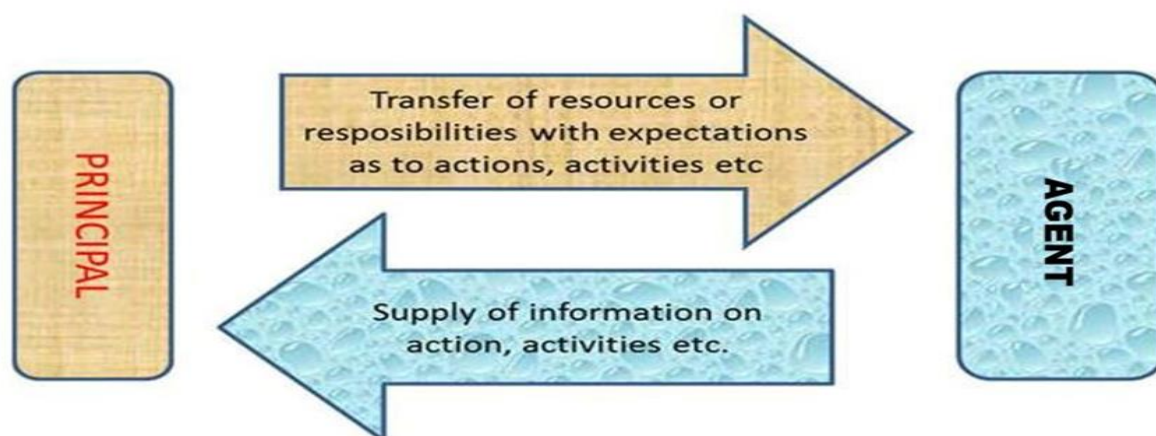 PRINCIPAL
Transfer of resources or
resposibilities with expectations
as to actions, activities etc
Supply of information on
action, activities etc.
AGENT